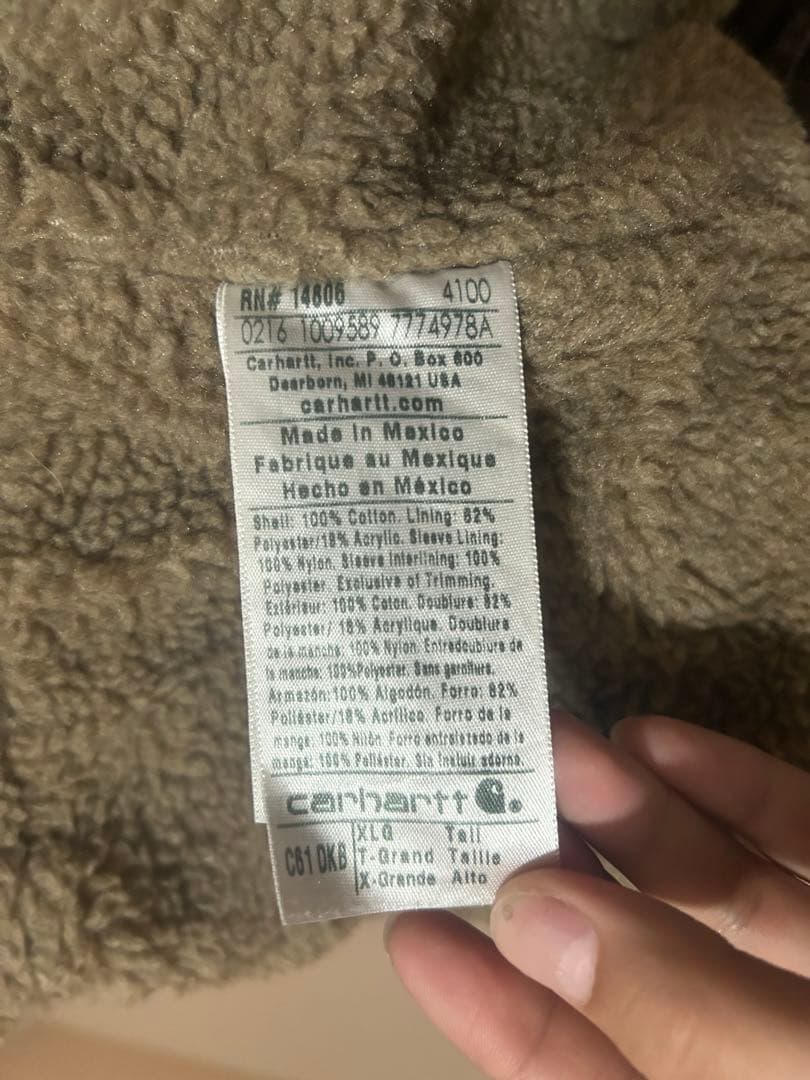 RN# 14806 4100
0216 1009589 7774978A
Carhartt, Inc. P. O. Box 600
Dearborn, MI 48121 USA
carhartt.com
Made in Mexico
Fabrique au Mexique
Hecho en México
Shell: 100% Cotton. Lining: 82%
Polyester/18% Acrylic. Sleeve Lining:
100% Nylon. Sleeve Interlining: 100%
Polyester. Exclusive of Trimming.
Extérieur: 100% Coton. Doublure: 82%
Polyester/ 18% Acrylique. Doublure
de la manche: 100% Nylon. Entredoublure de
la manche: 100%Polyester. Sans garniture.
Armazón:100% Algodón. Forro: 82%
Poliéster/18% Acrílico. Forro de la
manga: 100% Nilón. Forro entrsistado de la
manga: 100% Poliéster. Sin incluir adorno.
carhartt
C61 DKB XLG Tall
T-Grand Taille
X-Grande Alto